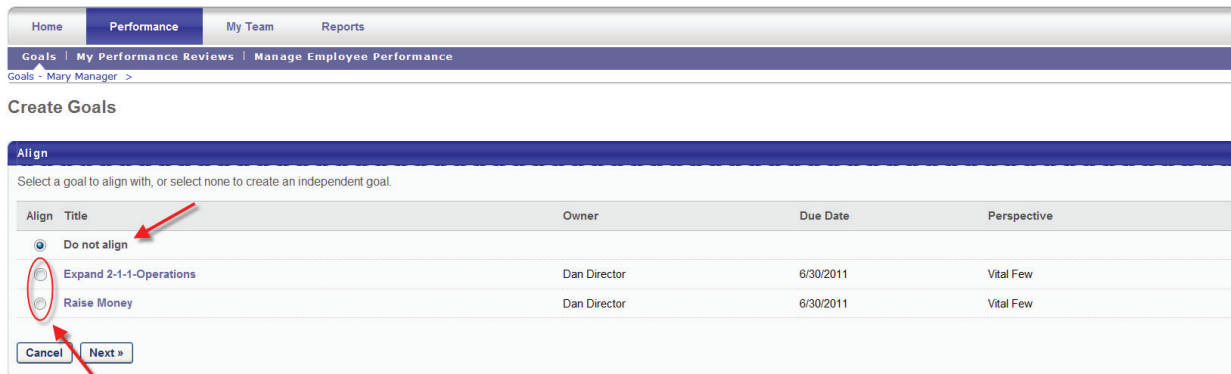 Home Performance My Team Reports
Goals | My Performance Reviews | Manage Employee Performance
Goals - Mary Manager >
Create Goals
Align
Select a goal to align with, or select none to create an independent goal.
Align Title Owner Due Date Perspective
Do not align
Expand 2-1-1-Operations Dan Director 6/30/2011 Vital Few
Raise Money Dan Director 6/30/2011 Vital Few
Cancel Next »